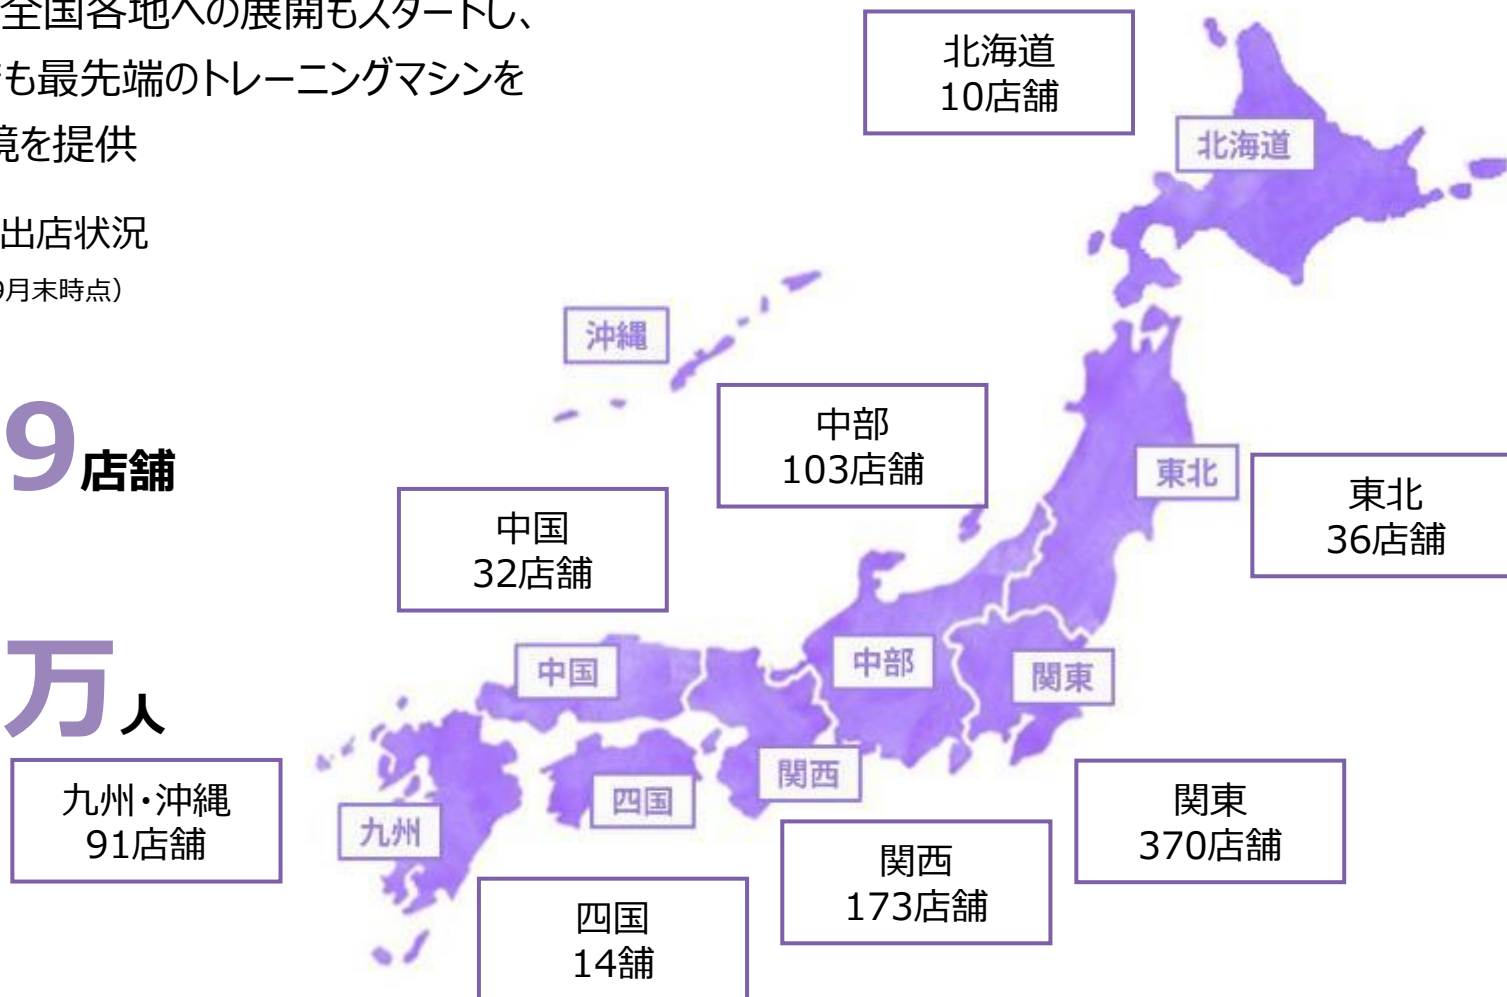 全国各地への展開もスタートし、
も最先端のトレーニングマシンを
境を提供
出店状況
9月末時点）
9店舗
万人
北海道
10店舗
北海道
沖縄
中部
103店舗
東北
東北
36店舗
中国
32店舗
中国
中部
関東
関西
四国
九州
九州・沖縄
91店舗
関東
370店舗
関西
173店舗
四国
14舗